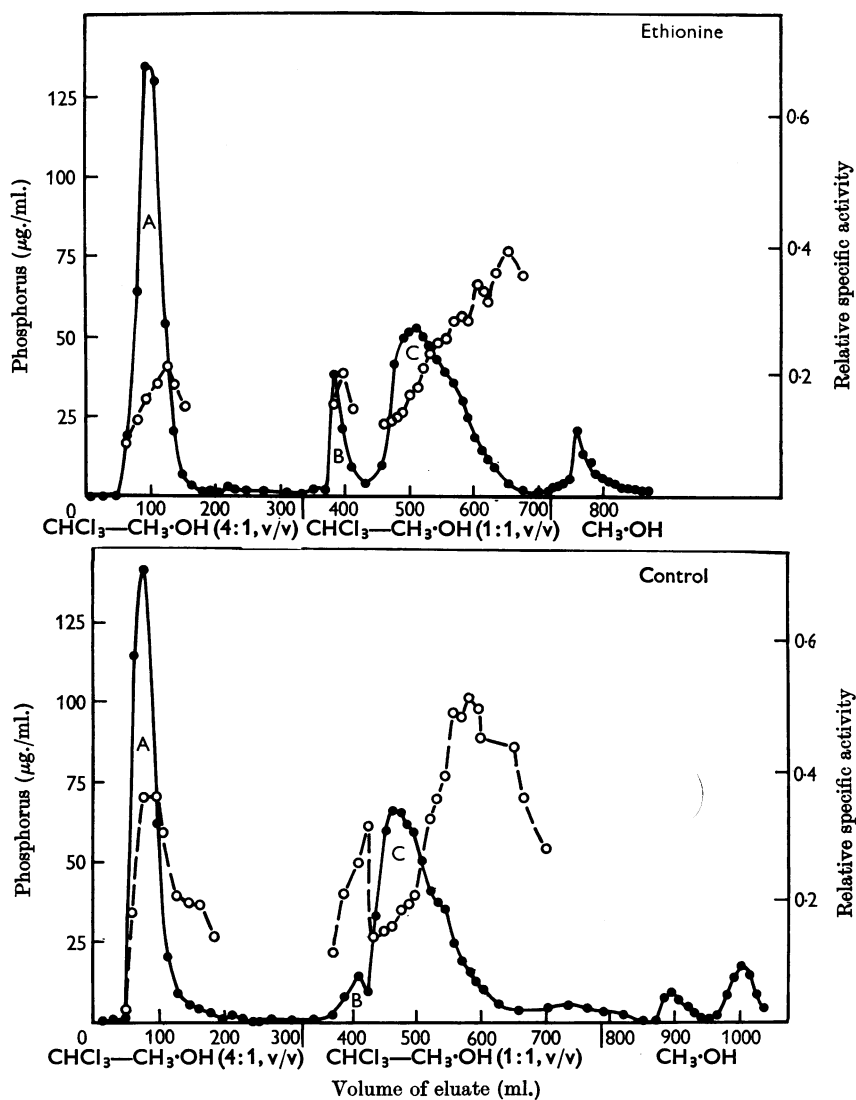 Ethionine
125
100
75
50
25
0
Phosphorus (µg./ml.)
0·6
0·4
0·2
Relative specific activity
A
B
C
100 200 300 400 500 600 700 800
CHCl₃—CH₃·OH (4:1, v/v) CHCl₃—CH₃·OH (1:1, v/v) CH₃·OH
Control
125
100
75
50
25
Phosphorus (µg./ml.)
0·6
0·4
0·2
Relative specific activity
A
B
C
0 100 200 300 400 500 600 700 800 900 1000
CHCl₃—CH₃·OH (4:1, v/v) CHCl₃—CH₃·OH (1:1, v/v) CH₃·OH
Volume of eluate (ml.)